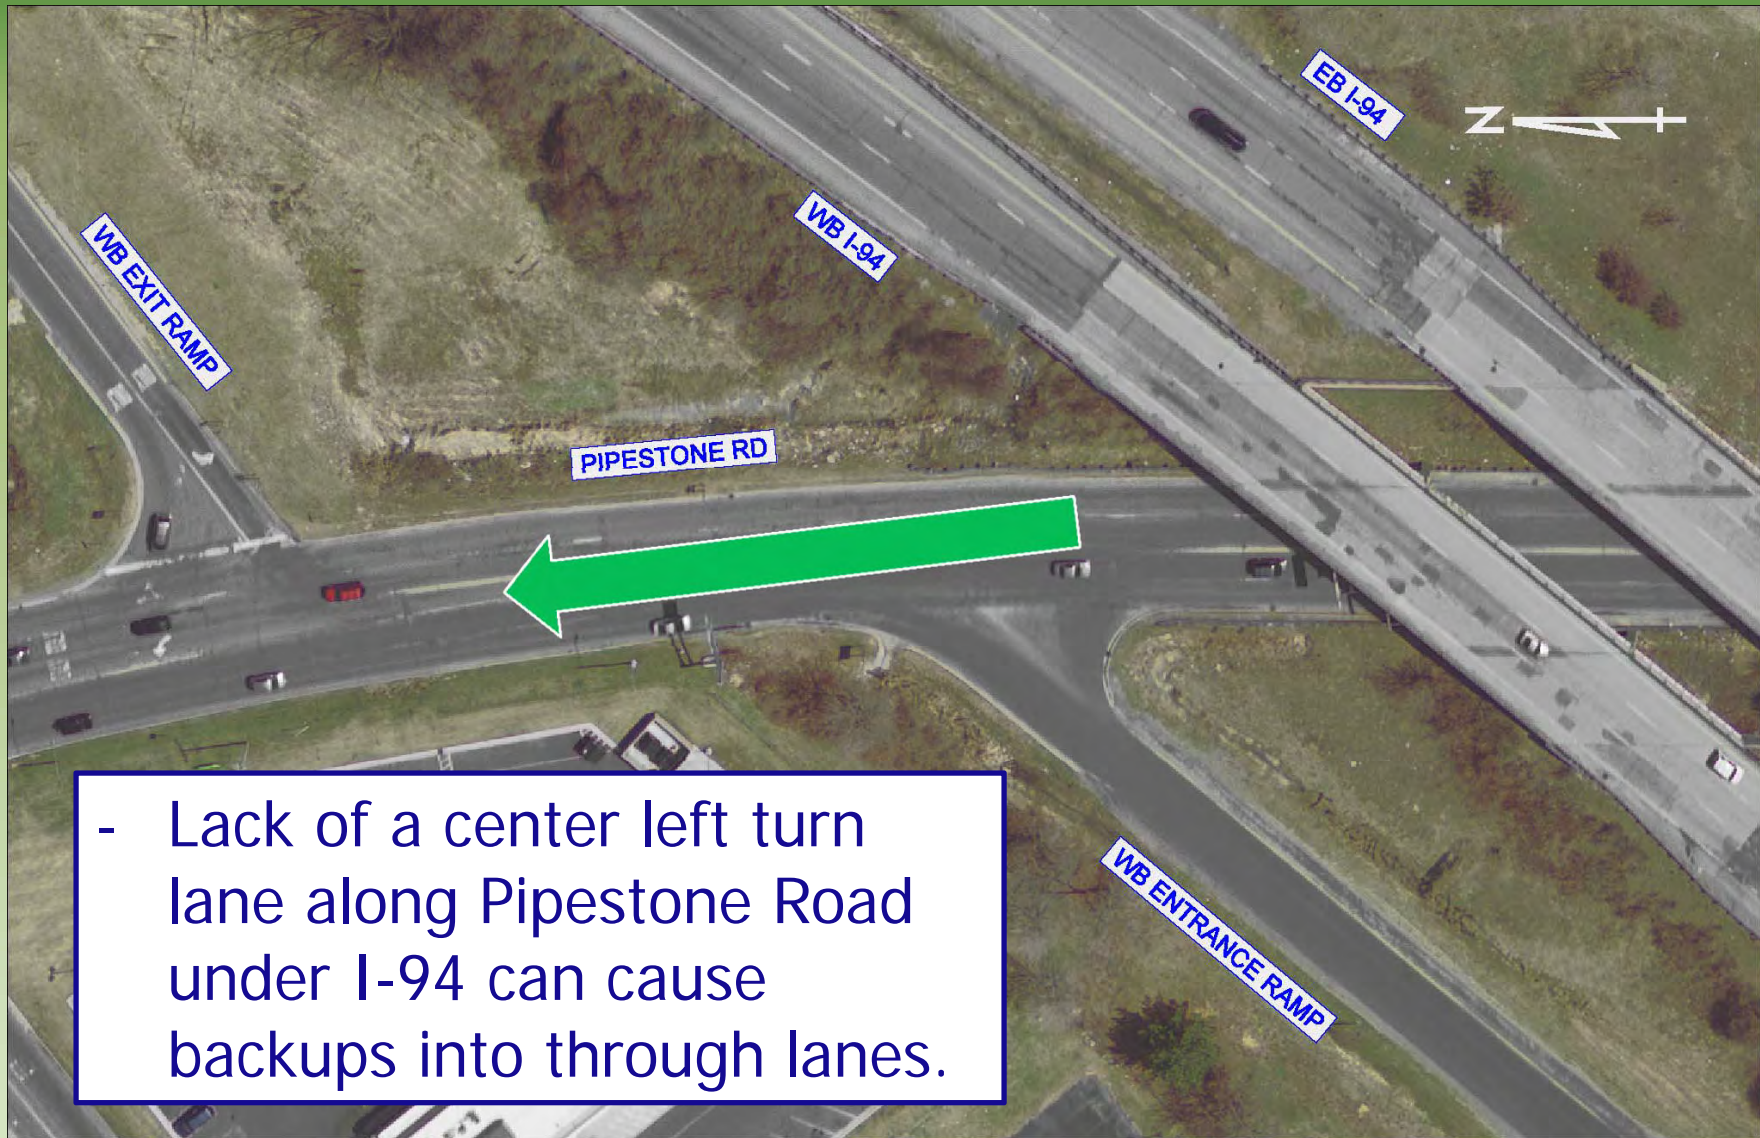 EB I-94
N
WB I-94
WB EXIT RAMP
PIPESTONE RD
- Lack of a center left turn
lane along Pipestone Road
under I-94 can cause
backups into through lanes.
WB ENTRANCE RAMP